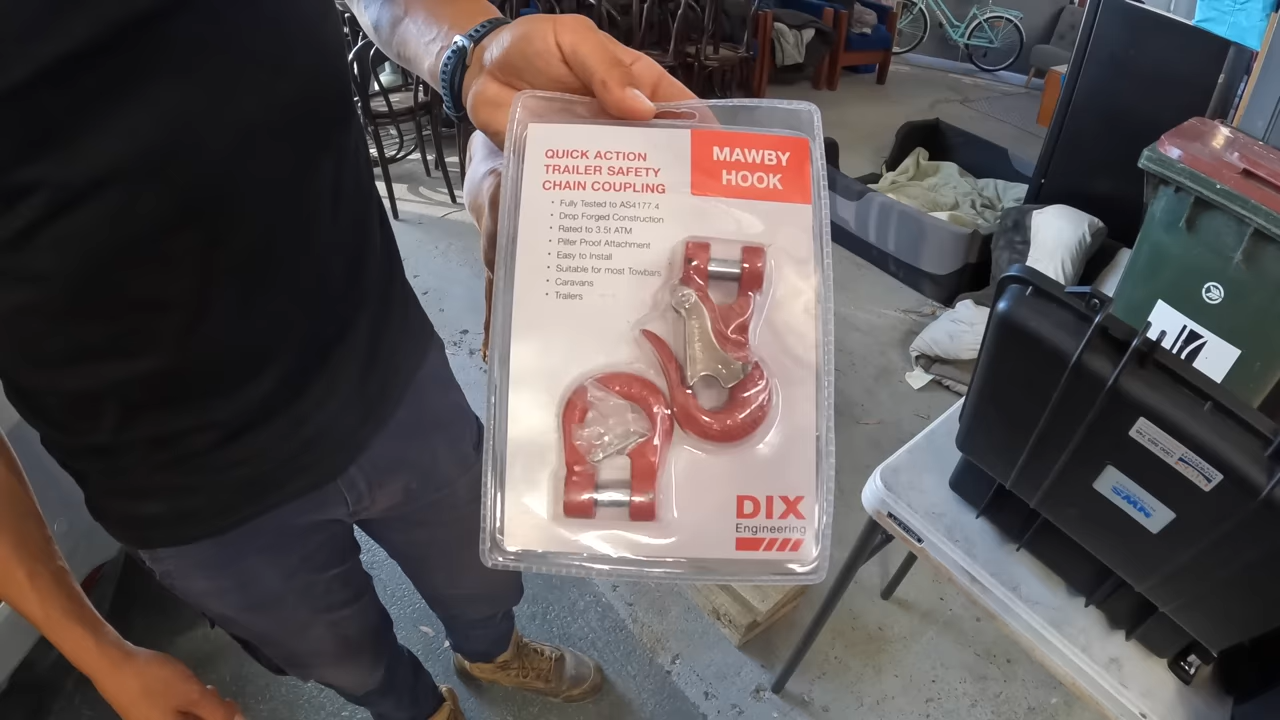 QUICK ACTION
TRAILER SAFETY
CHAIN COUPLING
MAWBY
HOOK
• Fully Tested to AS4177.4
• Drop Forged Construction
• Rated to 3.5t ATM
• Pilfer Proof Attachment
• Easy to Install
• Suitable for most Towbars
• Caravans
• Trailers
DIX
Engineering
NWS